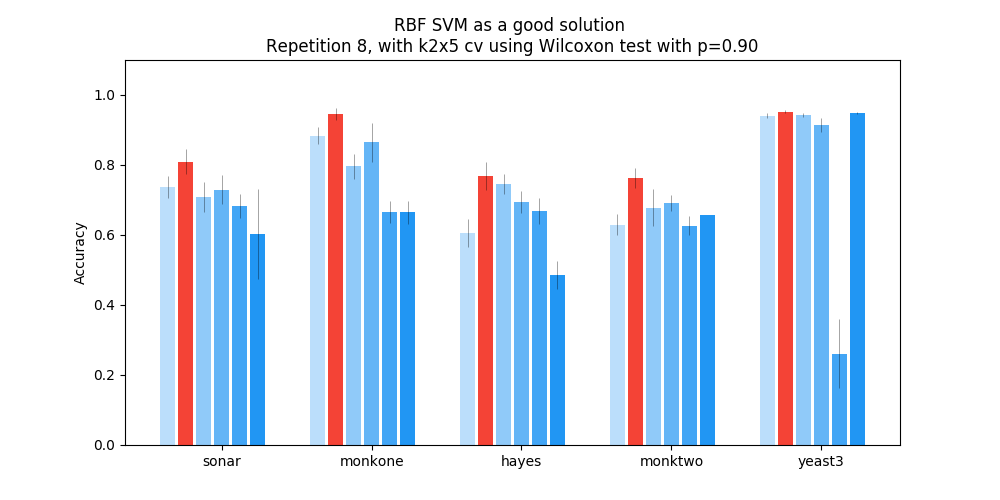 RBF SVM as a good solution
Repetition 8, with k2x5 cv using Wilcoxon test with p=0.90
Accuracy
1.0
0.8
0.6
0.4
0.2
0.0
sonar monkone hayes monktwo yeast3